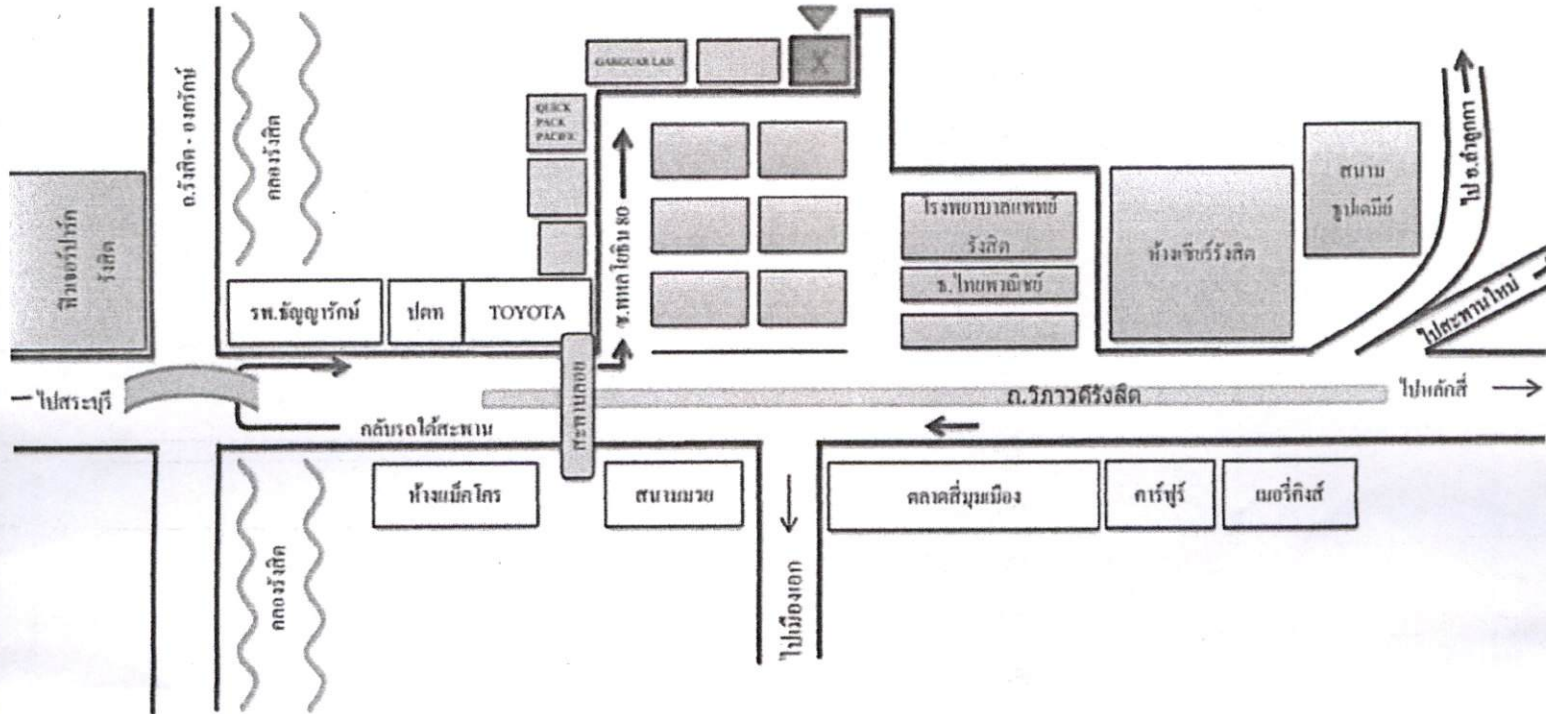 ถ.รังสิต - องครักษ์
คลองรังสิต
GARGUAR LAB
X
QUICK
PACK
PACIFIC
ฟิวเจอร์ปาร์ค
รังสิต
ซ.พหลโยธิน 80
โรงพยาบาลแพทย์
รังสิต
ธ.ไทยพาณิชย์
ห้างเซียร์รังสิต
สนาม
ธูปเตมีย์
ไป อ.ลำลูกกา
ไปสะพานใหม่
รพ.ธัญญารักษ์
ปตท
TOYOTA
ไปสระบุรี
สะพานลอย
ถ.วิภาวดีรังสิต
ไปหลักสี่
กลับรถใต้สะพาน
ห้างแม็คโคร
สนามมวย
ตลาดสี่มุมเมือง
คาร์ฟูร์
เมอรี่คิงส์
คลองรังสิต
ไปเมืองเอก